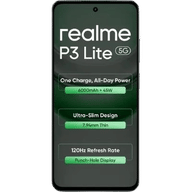 realme
P3 Lite 5G
One Charge, All-Day Power
6000mAh + 45W
Ultra-Slim Design
7.94mm Thin
120Hz Refresh Rate
Punch-Hole Display